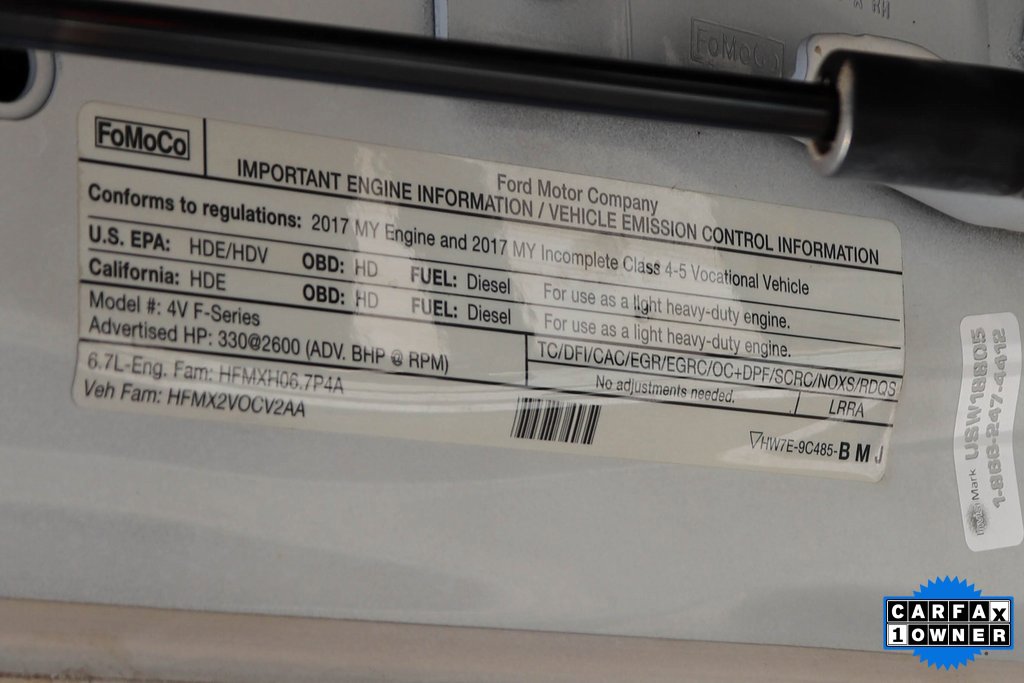 FoMoCo
FoMoCo
Ford Motor Company
IMPORTANT ENGINE INFORMATION / VEHICLE EMISSION CONTROL INFORMATION
Conforms to regulations: 2017 MY Engine and 2017 MY Incomplete Class 4-5 Vocational Vehicle
U.S. EPA: HDE/HDV OBD: HD FUEL: Diesel For use as a light heavy-duty engine.
California: HDE OBD: HD FUEL: Diesel For use as a light heavy-duty engine.
Model #: 4V F-Series
TC/DFI/CAC/EGR/EGRC/OC+DPF/SCRC/NOXS/RDQS
Advertised HP: 330@2600 (ADV. BHP @ RPM)
No adjustments needed. LRRA
6.7L-Eng. Fam: HFMXH06.7P4A
Veh Fam: HFMX2VOCV2AA
HW7E-9C485-B M J
Mark USW18805
1-866-247-4412
CARFAX
1 OWNER